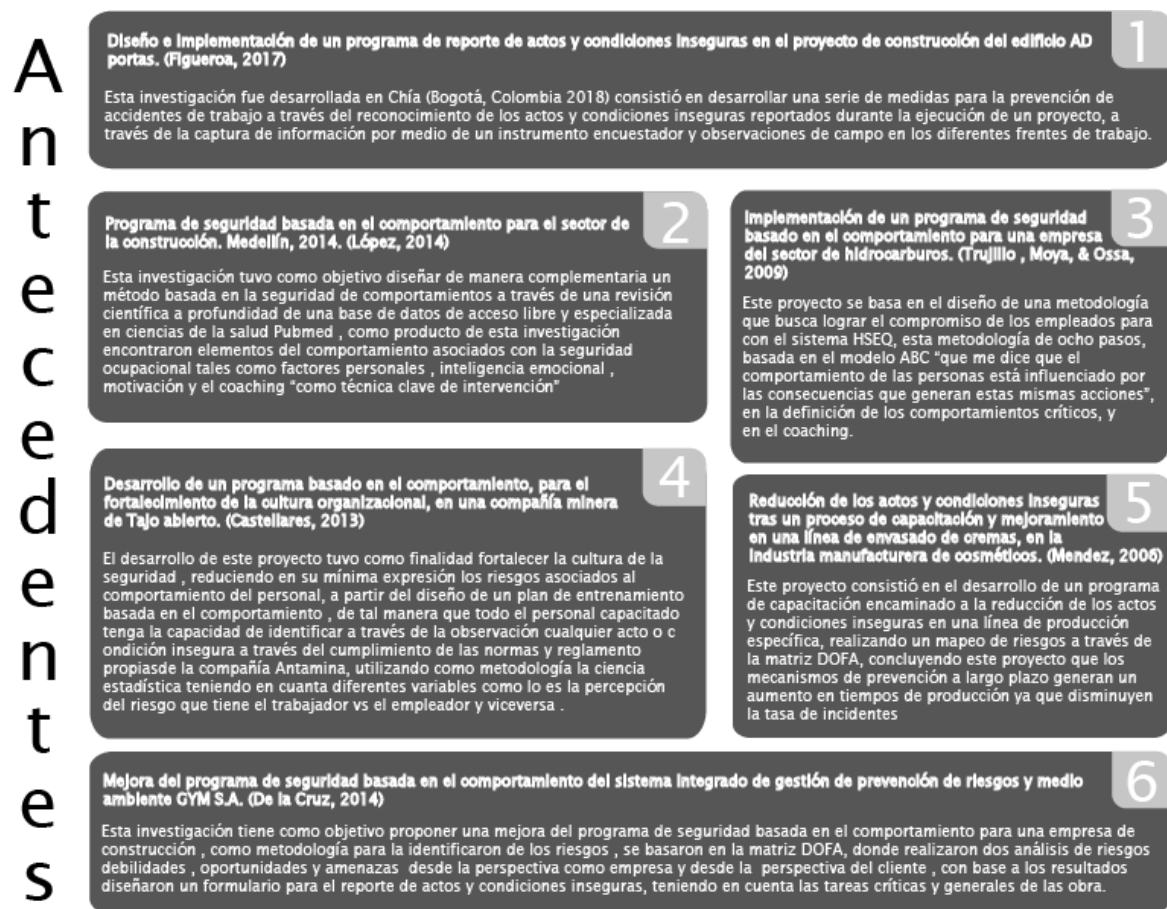 Antecedentes
1
Diseño e Implementación de un programa de reporte de actos y condiciones inseguras en el proyecto de construcción del edificio AD
portas. (Figueroa, 2017)
Esta investigación fue desarrollada en Chía (Bogotá, Colombia 2018) consistió en desarrollar una serie de medidas para la prevención de
accidentes de trabajo a través del reconocimiento de los actos y condiciones inseguras reportados durante la ejecución de un proyecto, a
través de la captura de información por medio de un instrumento encuestador y observaciones de campo en los diferentes frentes de trabajo.
2
Programa de seguridad basada en el comportamiento para el sector de
la construcción. Medellín, 2014. (López, 2014)
Esta investigación tuvo como objetivo diseñar de manera complementaria un
método basada en la seguridad de comportamientos a través de una revisión
científica a profundidad de una base de datos de acceso libre y especializada
en ciencias de la salud Pubmed , como producto de esta investigación
encontraron elementos del comportamiento asociados con la seguridad
ocupacional tales como factores personales , inteligencia emocional ,
motivación y el coaching “como técnica clave de intervención”
3
Implementación de un programa de seguridad
basado en el comportamiento para una empresa
del sector de hidrocarburos. (Trujillo , Moya, & Ossa,
2009)
Este proyecto se basa en el diseño de una metodología
que busca lograr el compromiso de los empleados para
con el sistema HSEQ, esta metodología de ocho pasos,
basada en el modelo ABC “que me dice que el
comportamiento de las personas está influenciado por
las consecuencias que generan estas mismas acciones”,
en la definición de los comportamientos críticos, y
en el coaching.
4
Desarrollo de un programa basado en el comportamiento, para el
fortalecimiento de la cultura organizacional, en una compañía minera
de Tajo abierto. (Castellares, 2013)
El desarrollo de este proyecto tuvo como finalidad fortalecer la cultura de la
seguridad , reduciendo en su mínima expresión los riesgos asociados al
comportamiento del personal, a partir del diseño de un plan de entrenamiento
basada en el comportamiento , de tal manera que todo el personal capacitado
tenga la capacidad de identificar a través de la observación cualquier acto o c
ondición insegura a través del cumplimiento de las normas y reglamento
propiasde la compañía Antamina, utilizando como metodología la ciencia
estadística teniendo en cuanta diferentes variables como lo es la percepción
del riesgo que tiene el trabajador vs el empleador y viceversa .
5
Reducción de los actos y condiciones inseguras
tras un proceso de capacitación y mejoramiento
en una línea de envasado de cremas, en la
industria manufacturera de cosméticos. (Mendez, 2006)
Este proyecto consistió en el desarrollo de un programa
de capacitación encaminado a la reducción de los actos
y condiciones inseguras en una línea de producción
específica, realizando un mapeo de riesgos a través de
la matriz DOFA, concluyendo este proyecto que los
mecanismos de prevención a largo plazo generan un
aumento en tiempos de producción ya que disminuyen
la tasa de incidentes
6
Mejora del programa de seguridad basada en el comportamiento del sistema integrado de gestión de prevención de riesgos y medio
ambiente GYM S.A. (De la Cruz, 2014)
Esta investigación tiene como objetivo proponer una mejora del programa de seguridad basada en el comportamiento para una empresa de
construcción , como metodología para la identificaron de los riesgos , se basaron en la matriz DOFA, donde realizaron dos análisis de riesgos
debilidades , oportunidades y amenazas desde la perspectiva como empresa y desde la perspectiva del cliente , con base a los resultados
diseñaron un formulario para el reporte de actos y condiciones inseguras, teniendo en cuenta las tareas críticas y generales de las obra.